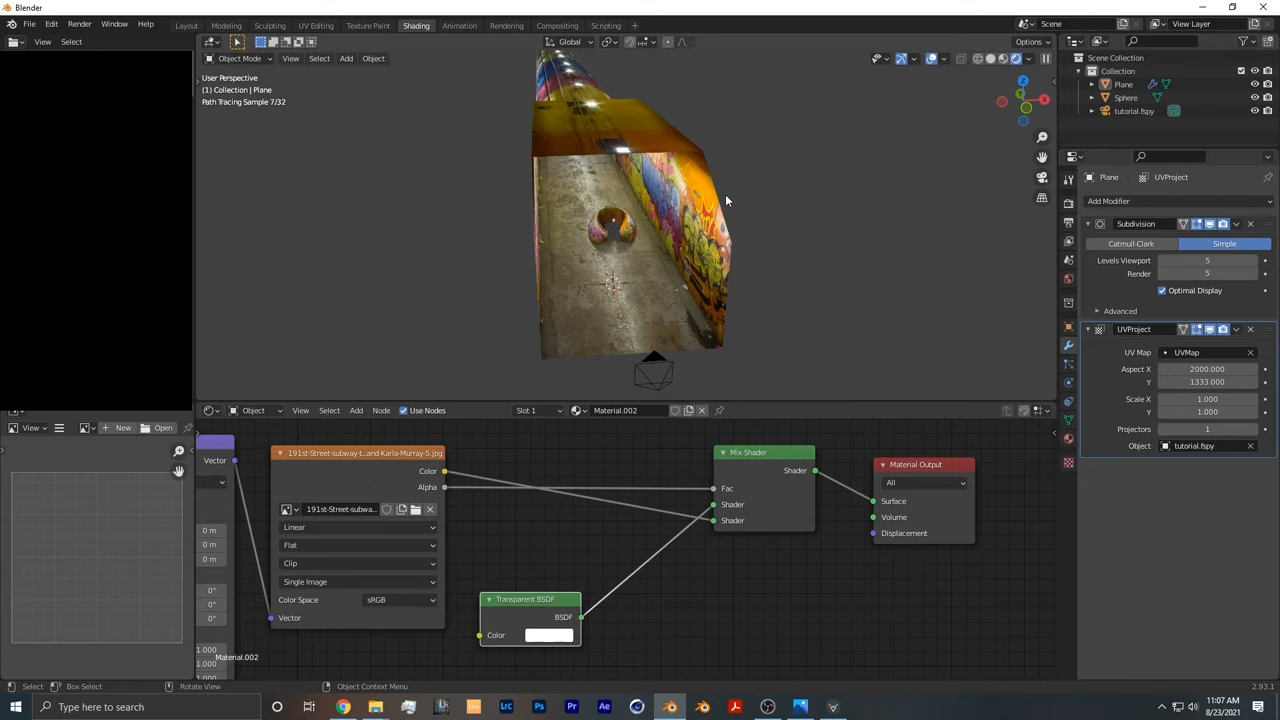 Blender
File Edit Render Window Help
Layout Modeling Sculpting UV Editing Texture Paint Shading Animation Rendering Compositing Scripting +
Scene View Layer
View Select
Global Options
Object Mode View Select Add Object
User Perspective
(1) Collection | Plane
Path Tracing Sample 7/32
Z
X
Scene Collection
Collection
Plane
Sphere
tutorial.fspy
Plane UVProject
Add Modifier
Subdivision
Catmull-Clark Simple
Levels Viewport 5
Render 5
Optimal Display
Advanced
UVProject
UV Map UVMap
Aspect X 2000.000
Y 1333.000
Scale X 1.000
Y 1.000
Projectors 1
Object tutorial.fspy
View New Open
Object View Select Add Node Use Nodes Slot 1 Material.002
Vector
0 m
0 m
0 m
0°
0°
0°
1.000
1.000
Material.002
191st-Street-subway-t...and-Karla-Murray-5.jpg
Color
Alpha
191st-Street-subwa...
Linear
Flat
Clip
Single Image
Color Space sRGB
Vector
Transparent BSDF
BSDF
Color
Mix Shader
Shader
Fac
Shader
Shader
Material Output
All
Surface
Volume
Displacement
Select Box Select Rotate View Object Context Menu 2.93.1
Type here to search
Lrc Ps Pr Ae
11:07 AM
8/23/2021